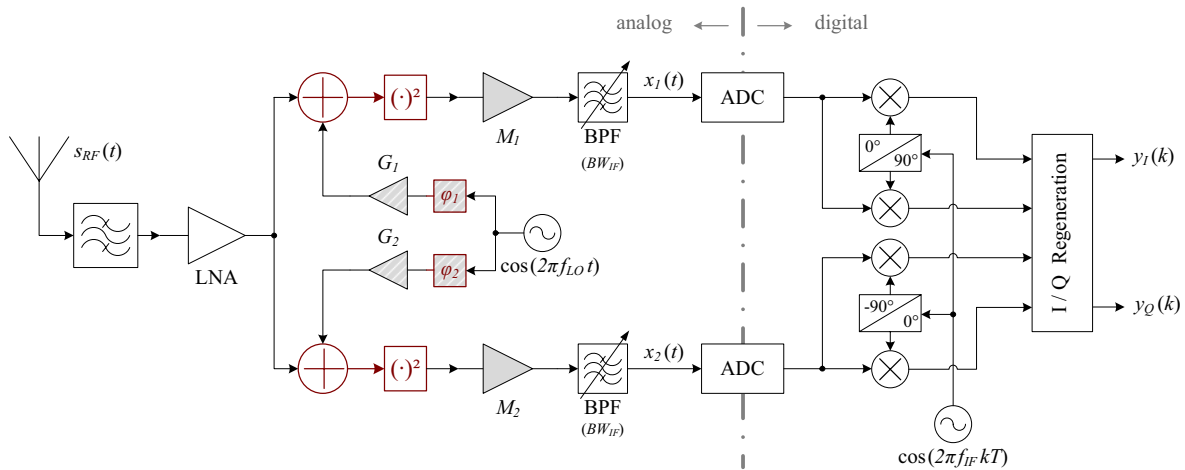 analog
digital
x₁(t)
ADC
(·)²
M₁
BPF
(BW_IF)
0°
90°
s_RF(t)
G₁
φ₁
I / Q Regeneration
y_I(k)
LNA
G₂
φ₂
cos(2πf_LO t)
-90°
0°
y_Q(k)
x₂(t)
ADC
(·)²
M₂
BPF
(BW_IF)
cos(2πf_IF kT)